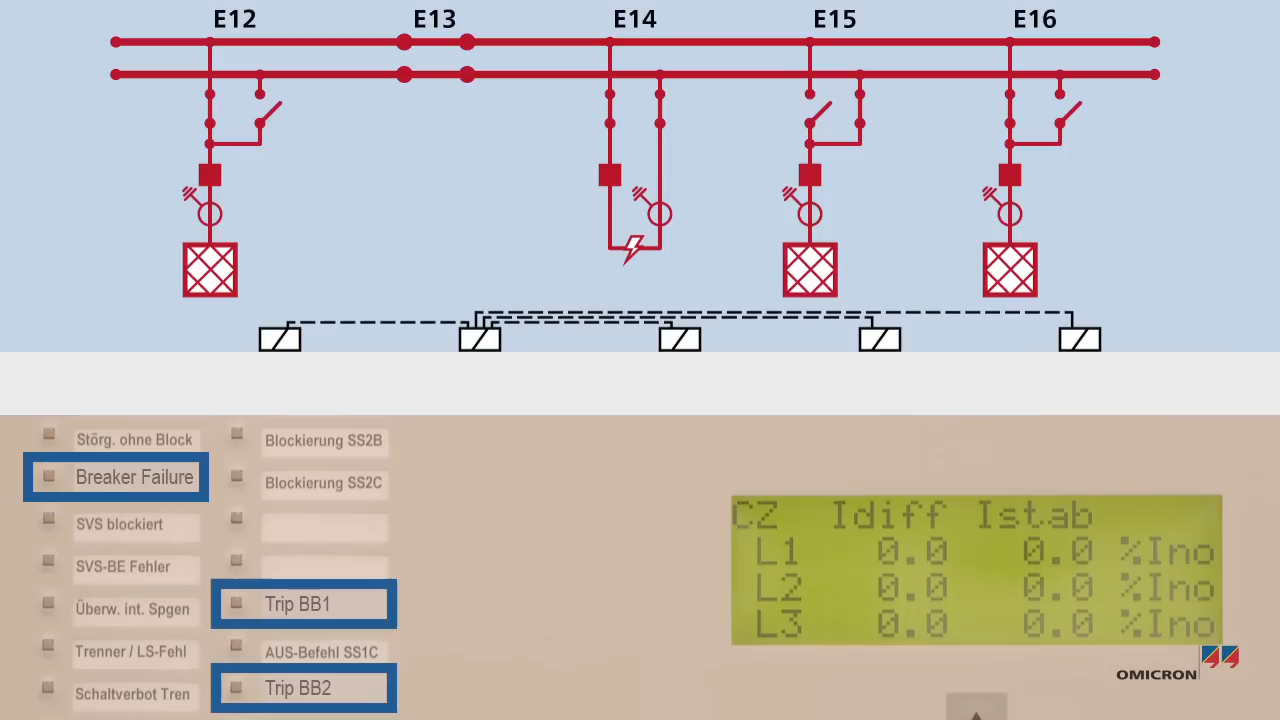 E12 E13 E14 E15 E16
Störg. ohne Block
Blockierung SS2B
Breaker Failure
Blockierung SS2C
SVS blockiert
SVS-BE Fehler
Überw. int. Spgen
Trip BB1
Trenner / LS-Fehl
AUS-Befehl SS1C
Schaltverbot Tren
Trip BB2
CZ Idiff Istab
L1 0.0 0.0 %Ino
L2 0.0 0.0 %Ino
L3 0.0 0.0 %Ino
OMICRON